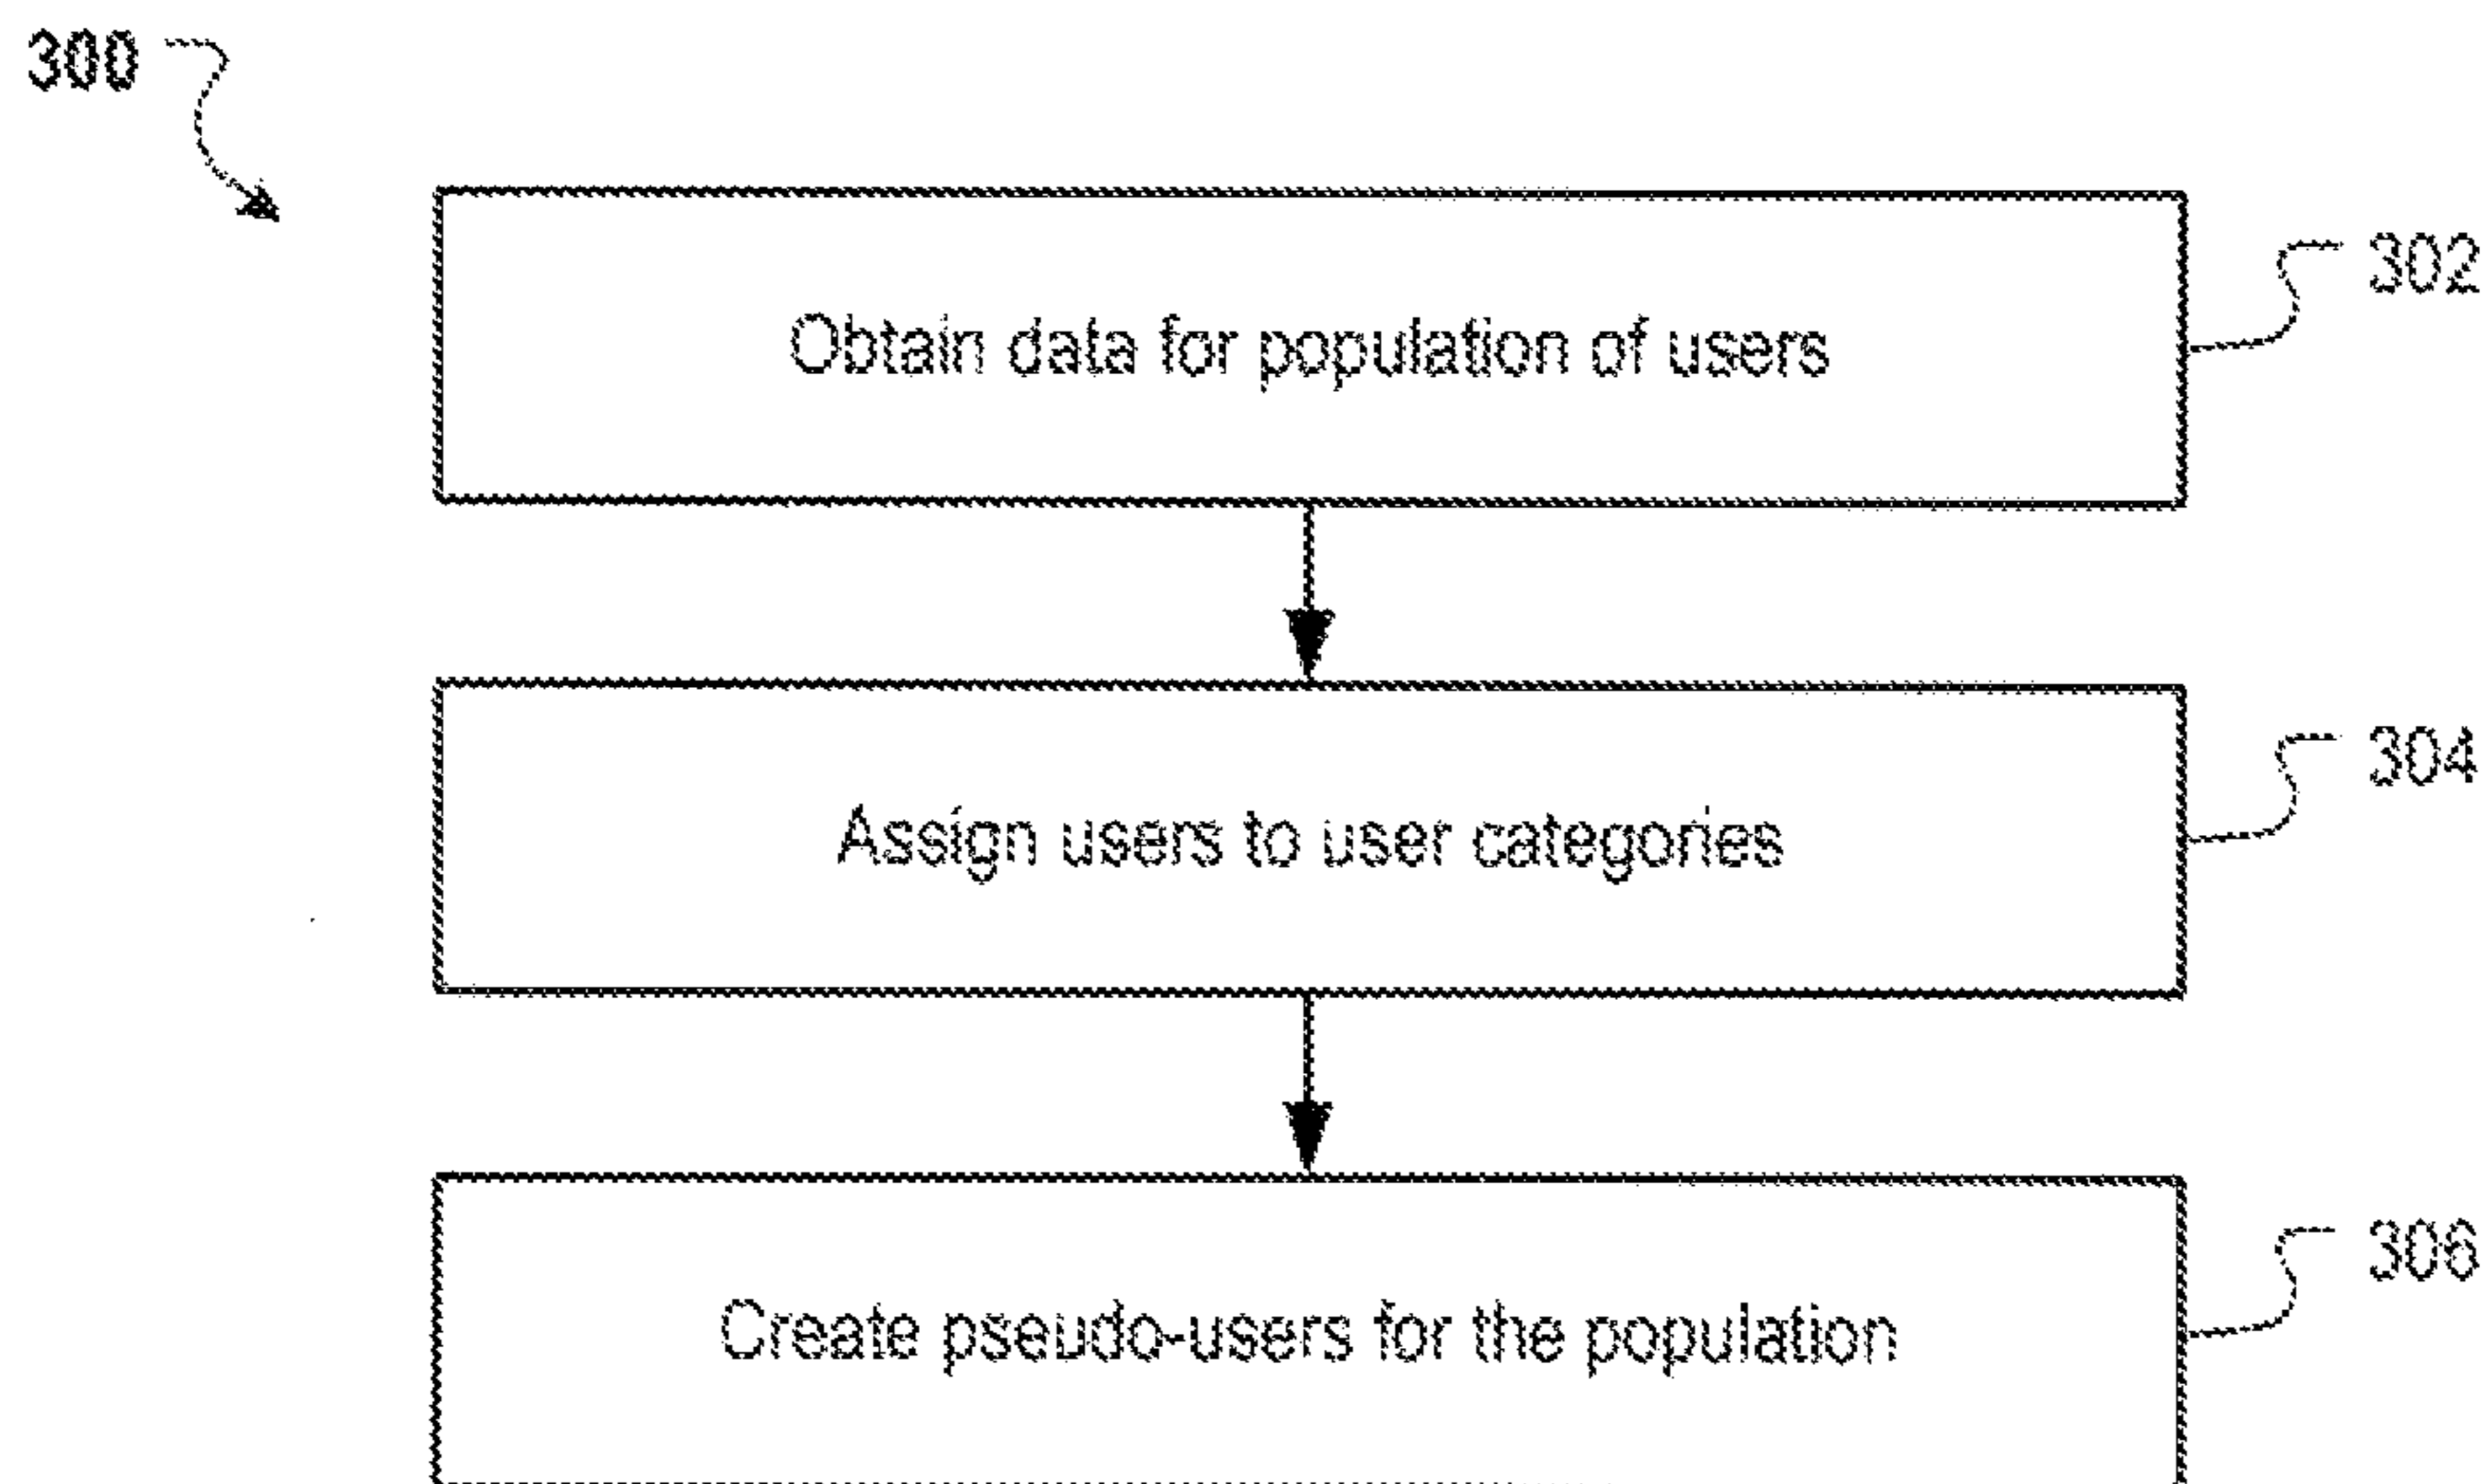 300
302
Obtain data for population of users
304
Assign users to user categories
306
Create pseudo-users for the population